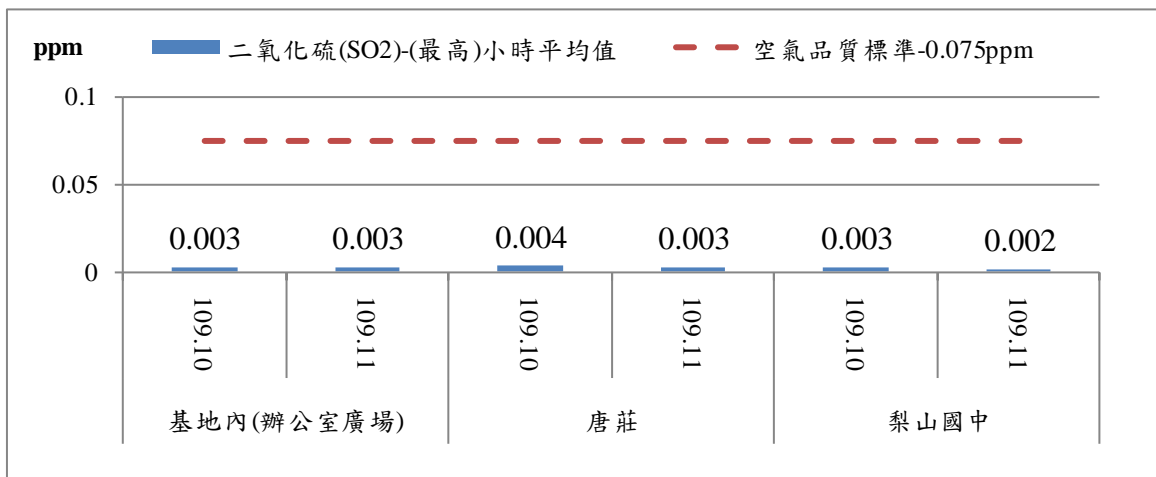 ppm 二氧化硫(SO2)-(最高)小時平均值 空氣品質標準-0.075ppm
0.1
0.05
0.003 0.003 0.004 0.003 0.003 0.002
0
109.10 109.11 109.10 109.11 109.10 109.11
基地內(辦公室廣場) 唐莊 梨山國中